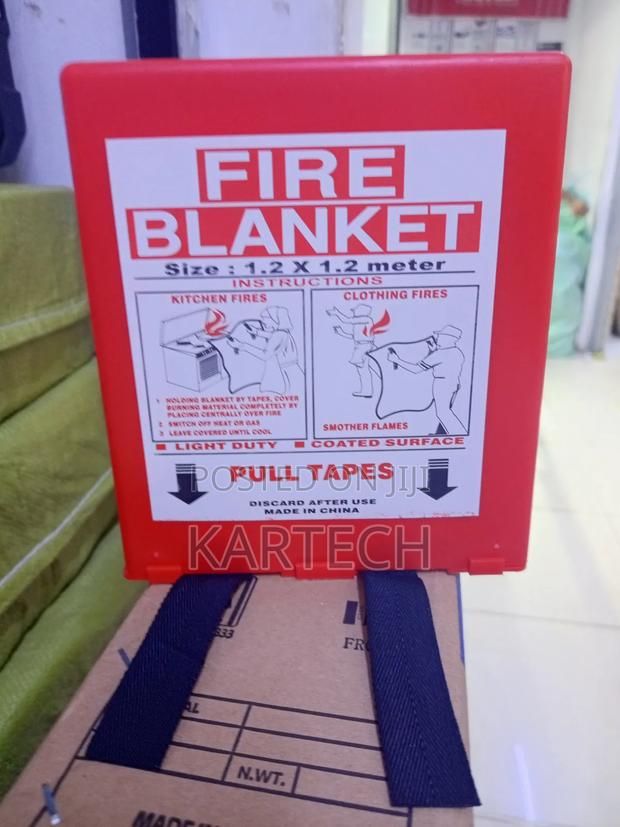 FIRE
BLANKET
Size : 1.2 X 1.2 meter
INSTRUCTIONS
KITCHEN FIRES
1 HOLDING BLANKET BY TAPES, COVER
BURNING MATERIAL COMPLETELY BY
PLACING CENTRALLY OVER FIRE
2 SWITCH OFF HEAT OR GAS
3 LEAVE COVERED UNTIL COOL
CLOTHING FIRES
SMOTHER FLAMES
LIGHT DUTY COATED SURFACE
PULL TAPES
POSTED ON JIJI
DISCARD AFTER USE
MADE IN CHINA
KARTECH
N.WT.